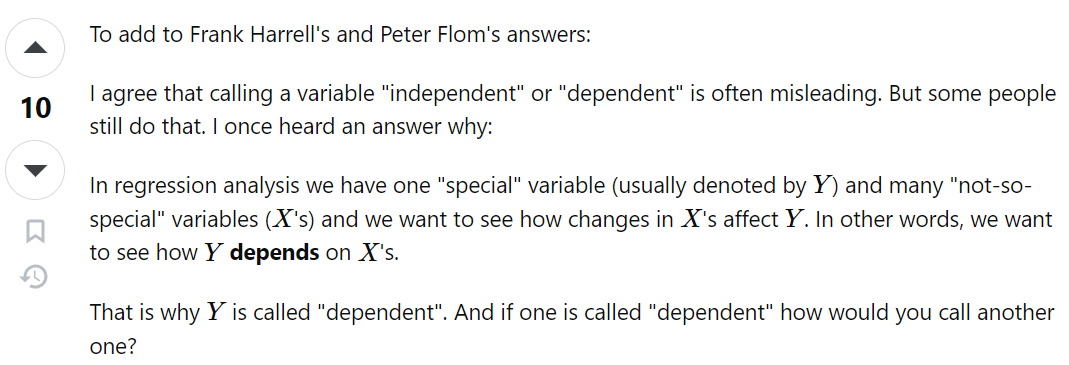 To add to Frank Harrell's and Peter Flom's answers:
10
I agree that calling a variable "independent" or "dependent" is often misleading. But some people
still do that. I once heard an answer why:
In regression analysis we have one "special" variable (usually denoted by Y) and many "not-so-
special" variables (X's) and we want to see how changes in X's affect Y. In other words, we want
to see how Y depends on X's.
That is why Y is called "dependent". And if one is called "dependent" how would you call another
one?